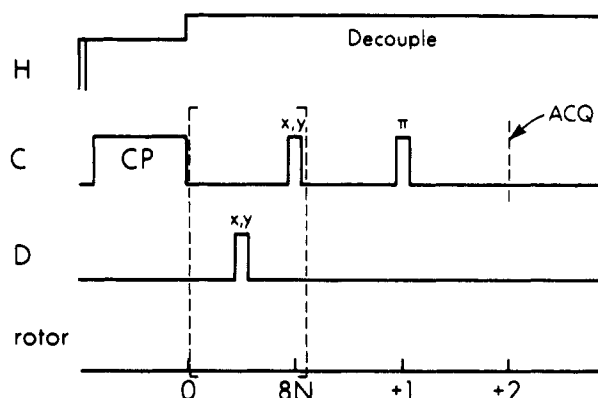 Decouple
H
x,y
π
ACQ
C
CP
x,y
D
rotor
0
8N
+1
+2